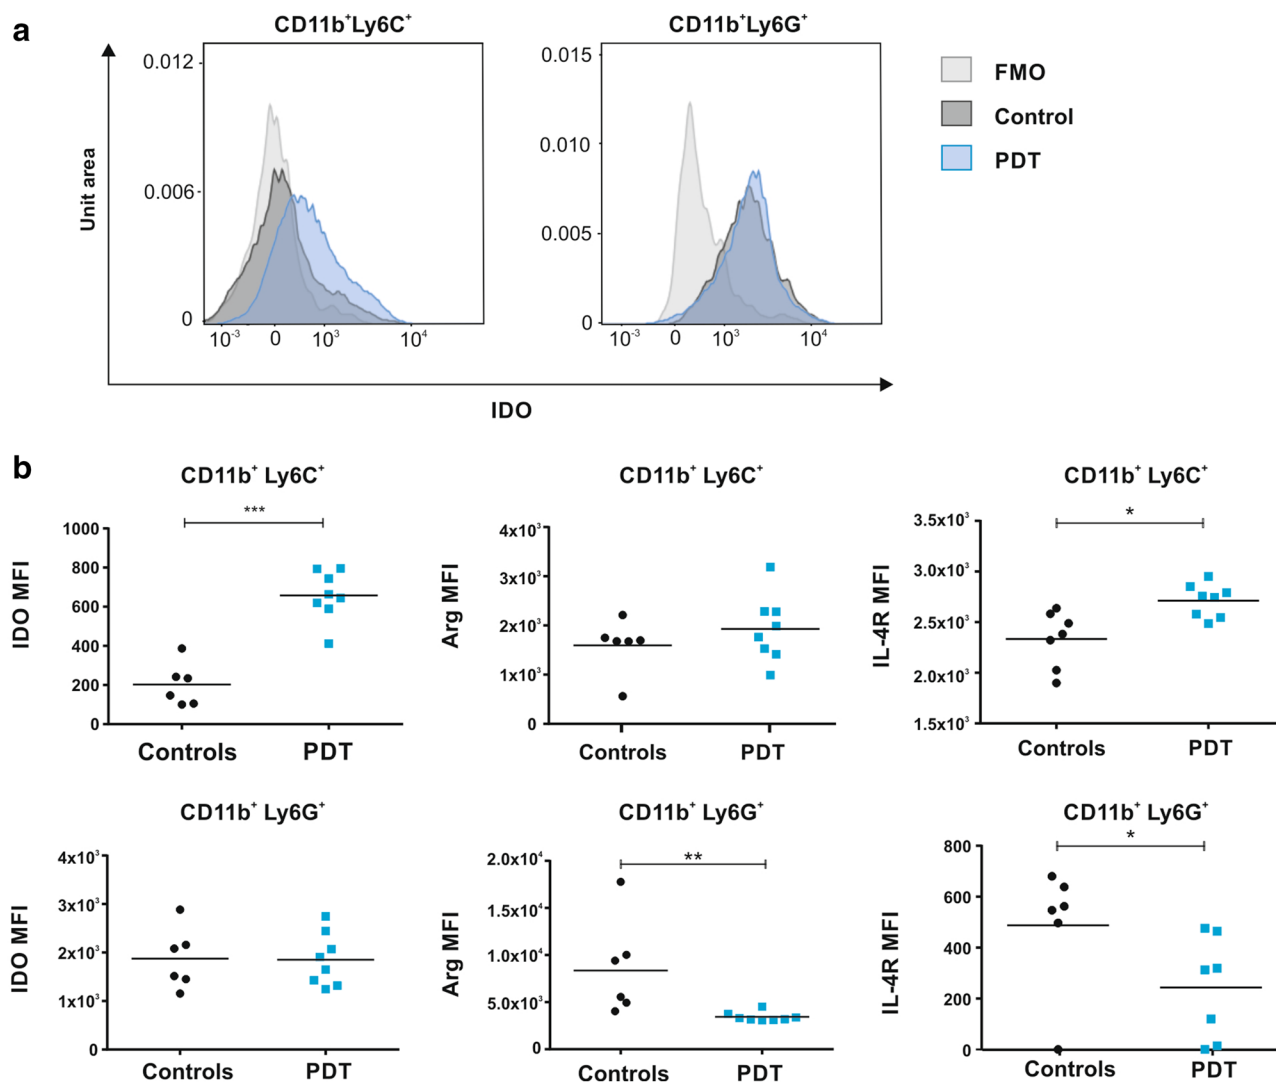 a
CD11b⁺Ly6C⁺
CD11b⁺Ly6G⁺
Unit area
0.012
0.006
0
10⁻³ 0 10³ 10⁴
0.015
0.010
0.005
0
10⁻³ 0 10³ 10⁴
IDO
FMO
Control
PDT
b
CD11b⁺ Ly6C⁺
***
IDO MFI
1000
800
600
400
200
0
Controls PDT
CD11b⁺ Ly6C⁺
Arg MFI
4x10³
3x10³
2x10³
1x10³
0
Controls PDT
CD11b⁺ Ly6C⁺
*
IL-4R MFI
3.5x10³
3.0x10³
2.5x10³
2.0x10³
1.5x10³
Controls PDT
CD11b⁺ Ly6G⁺
IDO MFI
4x10³
3x10³
2x10³
1x10³
0
Controls PDT
CD11b⁺ Ly6G⁺
**
Arg MFI
2.0x10⁴
1.5x10⁴
1.0x10⁴
5.0x10³
0
Controls PDT
CD11b⁺ Ly6G⁺
*
IL-4R MFI
800
600
400
200
0
Controls PDT